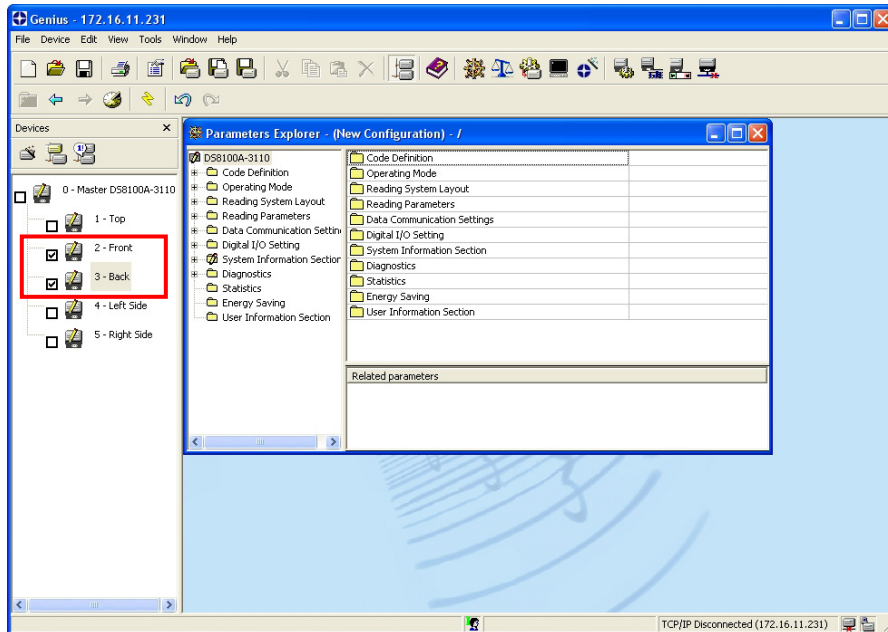 Genius - 172.16.11.231
File Device Edit View Tools Window Help
Devices
0 - Master DS8100A-3110
1 - Top
2 - Front
3 - Back
4 - Left Side
5 - Right Side
Parameters Explorer - (New Configuration) - /
DS8100A-3110
Code Definition
Operating Mode
Reading System Layout
Reading Parameters
Data Communication Settin
Digital I/O Setting
System Information Section
Diagnostics
Statistics
Energy Saving
User Information Section
Code Definition
Operating Mode
Reading System Layout
Reading Parameters
Data Communication Settings
Digital I/O Setting
System Information Section
Diagnostics
Statistics
Energy Saving
User Information Section
Related parameters
TCP/IP Disconnected (172.16.11.231)